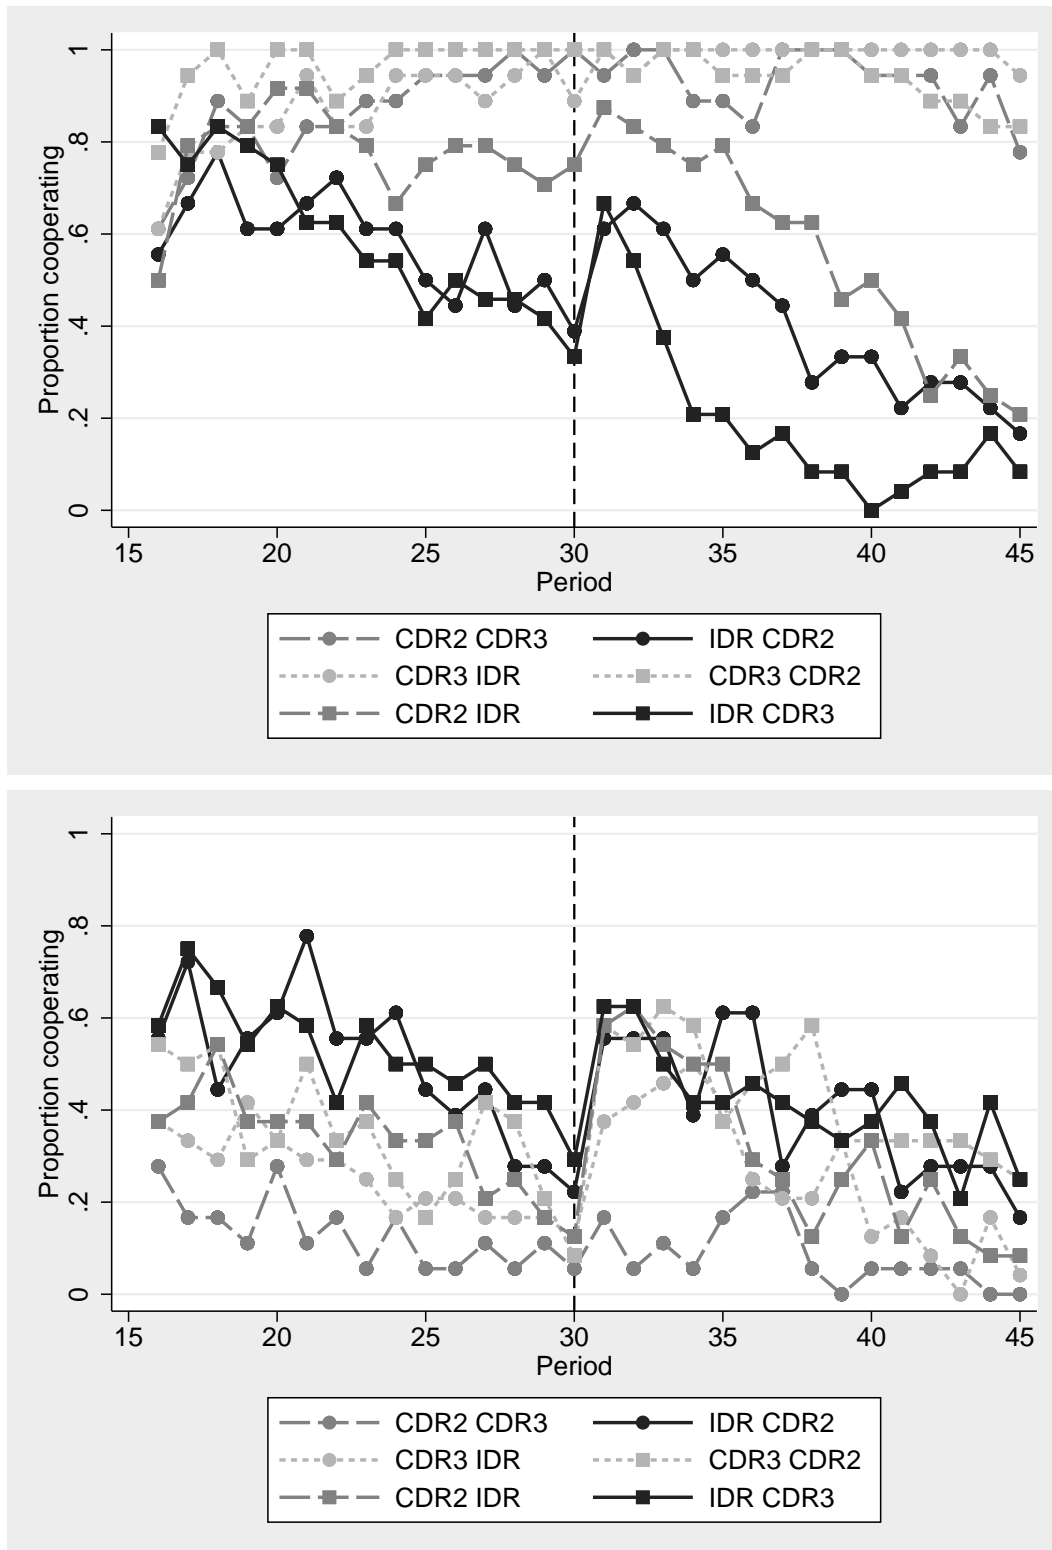 Proportion cooperating
1
.8
.6
.4
.2
0
15 20 25 30 35 40 45
Period
CDR2 CDR3 IDR CDR2
CDR3 IDR CDR3 CDR2
CDR2 IDR IDR CDR3
Proportion cooperating
1
.8
.6
.4
.2
0
15 20 25 30 35 40 45
Period
CDR2 CDR3 IDR CDR2
CDR3 IDR CDR3 CDR2
CDR2 IDR IDR CDR3